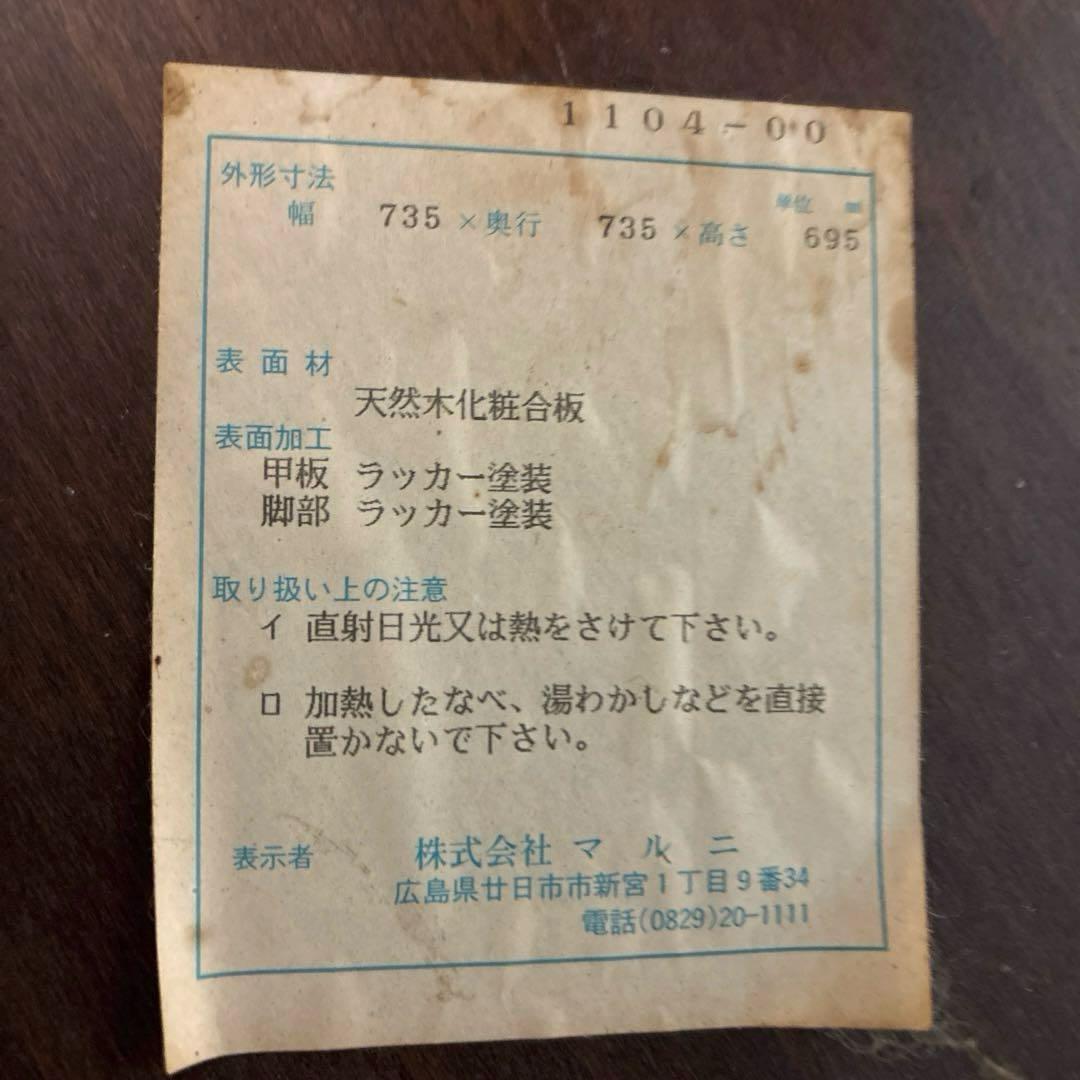 1104-00
外形寸法
単位 ㎜
幅 735 × 奥行 735 × 高さ 695
表面材
天然木化粧合板
表面加工
甲板 ラッカー塗装
脚部 ラッカー塗装
取り扱い上の注意
イ 直射日光又は熱をさけて下さい。
ロ 加熱したなべ、湯わかしなどを直接
置かないで下さい。
表示者 株式会社 マルニ
広島県廿日市市新宮1丁目9番34
電話(0829)20-1111